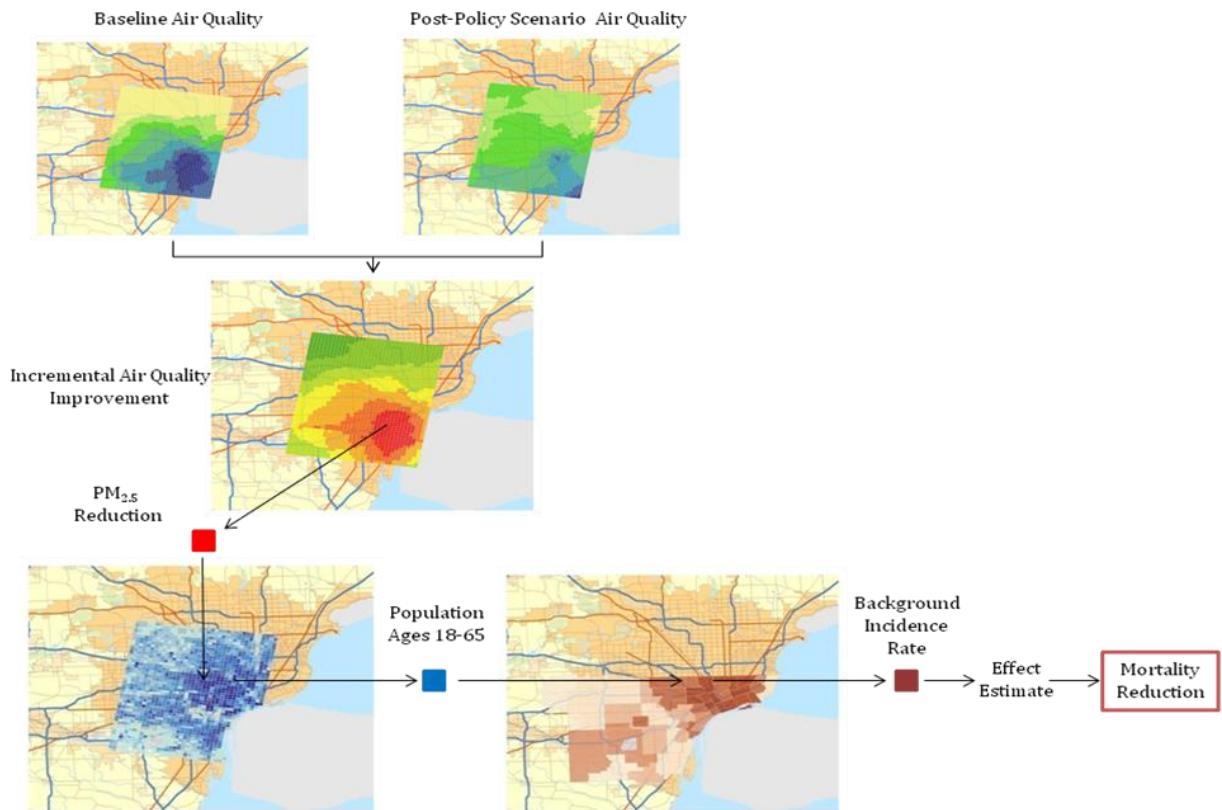 Baseline Air Quality
Post-Policy Scenario Air Quality
Incremental Air Quality
Improvement
PM₂.₅
Reduction
Population
Ages 18-65
Background
Incidence
Rate
Effect
Estimate
Mortality
Reduction